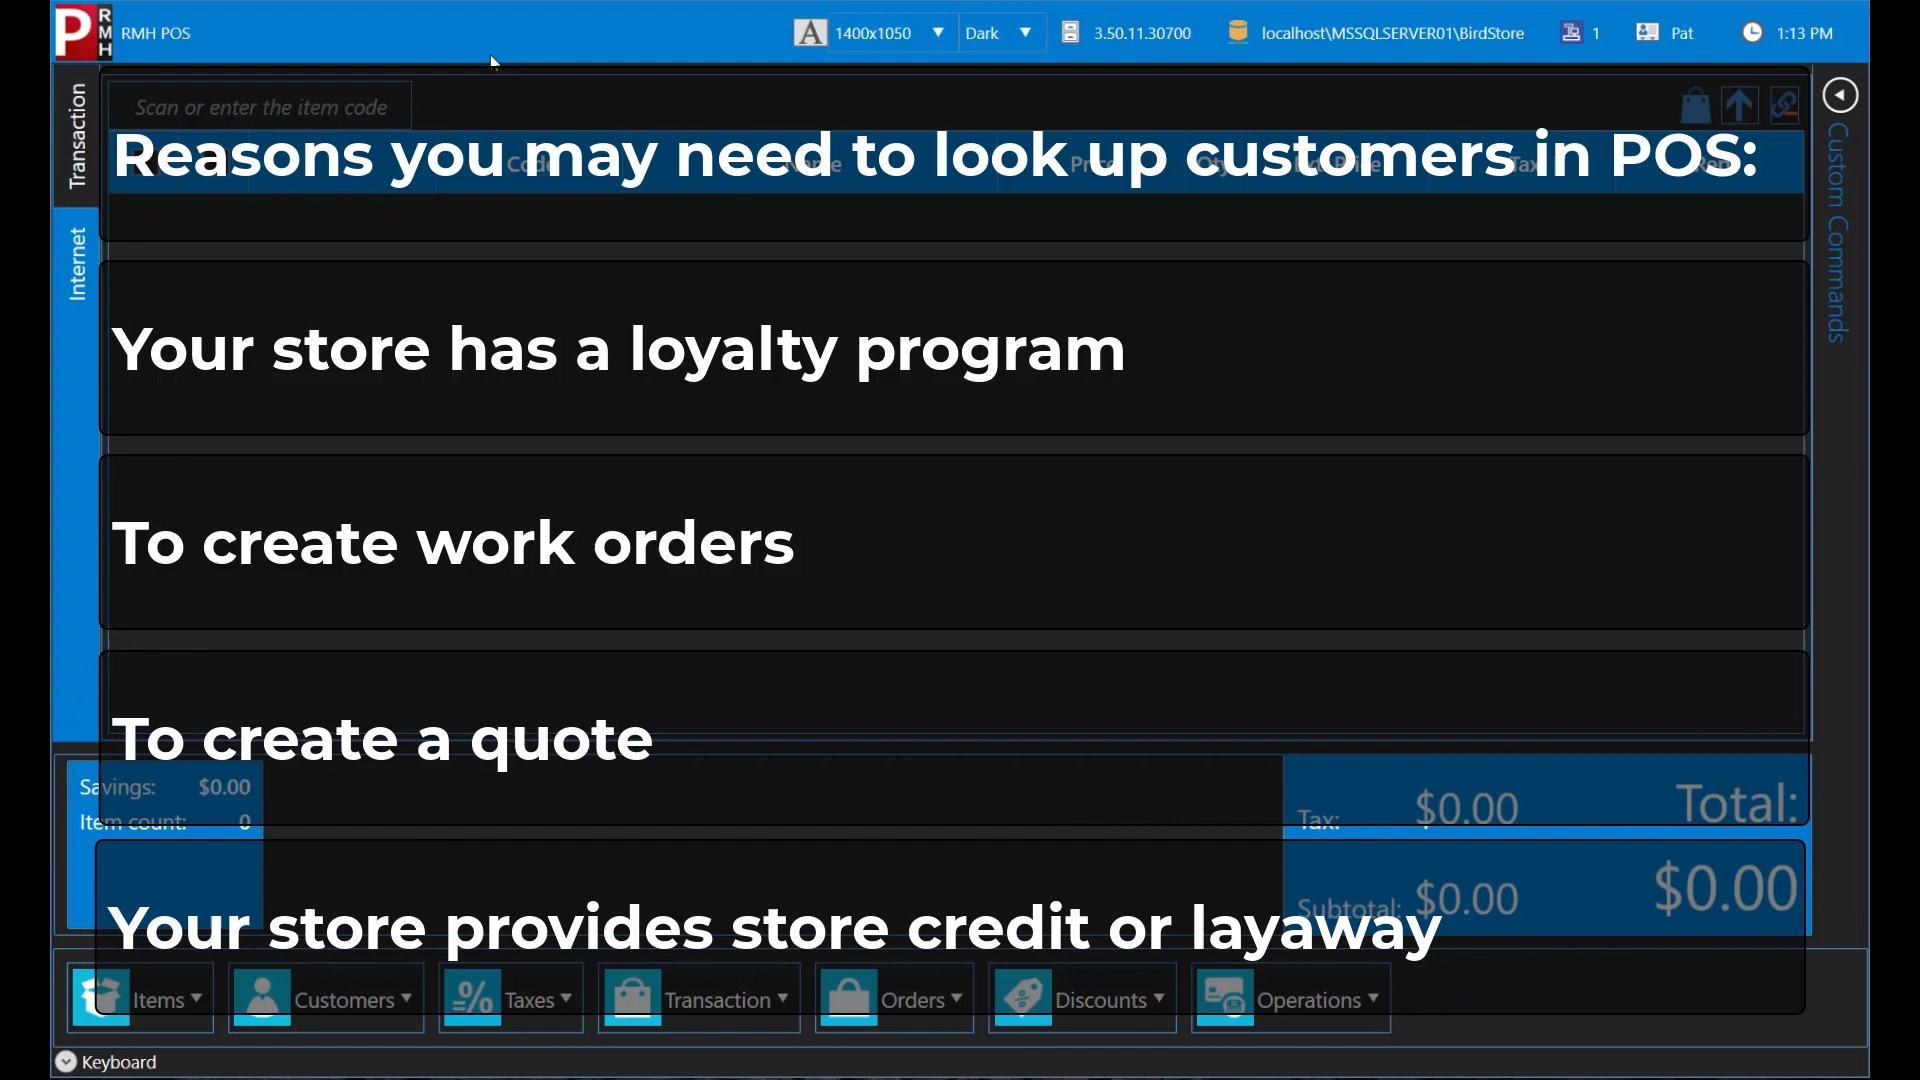 RMH
RMH POS
1400x1050
Dark
3.50.11.30700
localhost\MSSQLSERVER01\BirdStore
1
Pat
1:13 PM
Transaction
Internet
Scan or enter the item code
Custom Commands
Reasons you may need to look up customers in POS:
Code
Price
Tax
Your store has a loyalty program
To create work orders
To create a quote
Savings: $0.00
Item count: 0
Tax: $0.00
Total:
Subtotal: $0.00
$0.00
Your store provides store credit or layaway
Items
Customers
Taxes
Transaction
Orders
Discounts
Operations
Keyboard